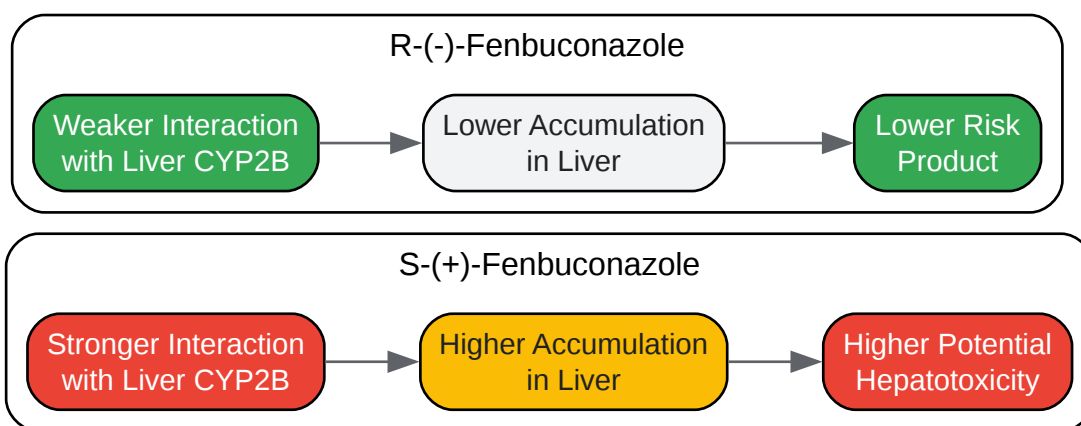 R-(-)-Fenbuconazole
Weaker Interaction
with Liver CYP2B
Lower Accumulation
in Liver
Lower Risk
Product
S-(+)-Fenbuconazole
Stronger Interaction
with Liver CYP2B
Higher Accumulation
in Liver
Higher Potential
Hepatotoxicity